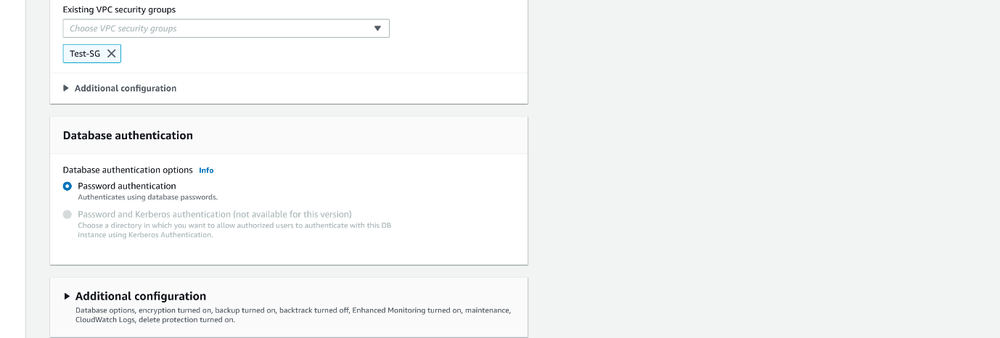 Existing VPC security groups
Choose VPC security groups
Test-SG
Additional configuration
Database authentication
Database authentication options Info
Password authentication
Authenticates using database passwords.
Password and Kerberos authentication (not available for this version)
Choose a directory in which you want to allow authorized users to authenticate with this DB
instance using Kerberos Authentication.
Additional configuration
Database options, encryption turned on, backup turned on, backtrack turned off, Enhanced Monitoring turned on, maintenance,
CloudWatch Logs, delete protection turned on.